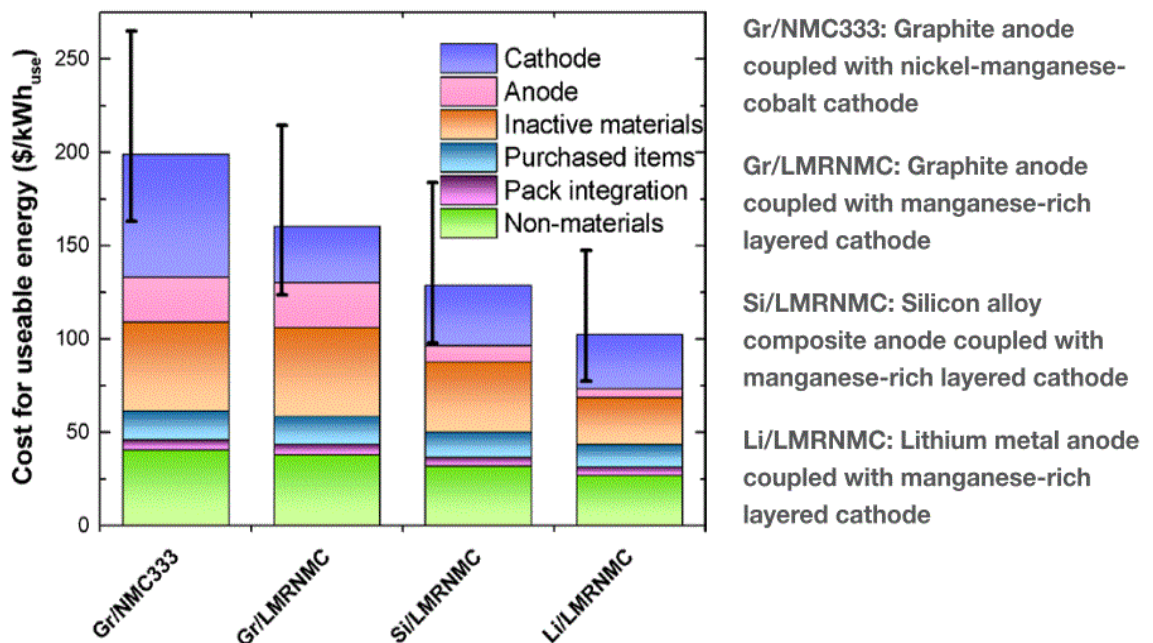 Cost for useable energy ($/kWh_use)
250
200
150
100
50
0
Cathode
Anode
Inactive materials
Purchased items
Pack integration
Non-materials
Gr/NMC333
Gr/LMRNMC
Si/LMRNMC
Li/LMRNMC
Gr/NMC333: Graphite anode
coupled with nickel-manganese-
cobalt cathode
Gr/LMRNMC: Graphite anode
coupled with manganese-rich
layered cathode
Si/LMRNMC: Silicon alloy
composite anode coupled with
manganese-rich layered cathode
Li/LMRNMC: Lithium metal anode
coupled with manganese-rich
layered cathode